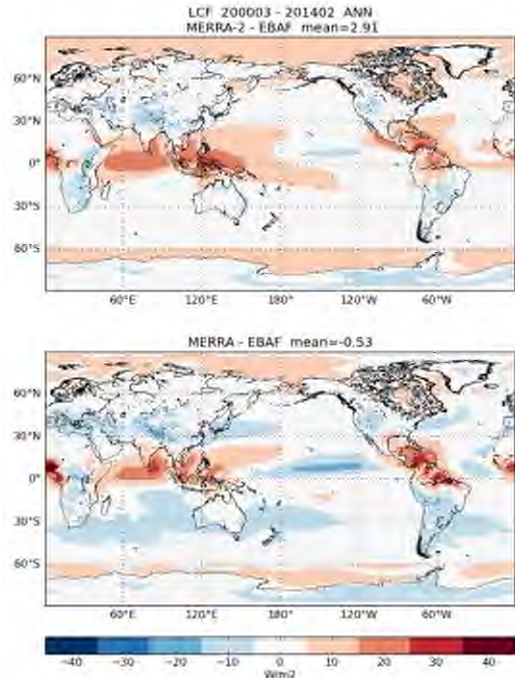 LCF 200003 - 201402 ANN
MERRA-2 - EBAF mean=2.91
60°N
30°N
0°
30°S
60°S
60°E 120°E 180° 120°W 60°W
MERRA - EBAF mean=-0.53
60°N
30°N
0°
30°S
60°S
60°E 120°E 180° 120°W 60°W
−40 −30 −20 −10 0 10 20 30 40
W/m2